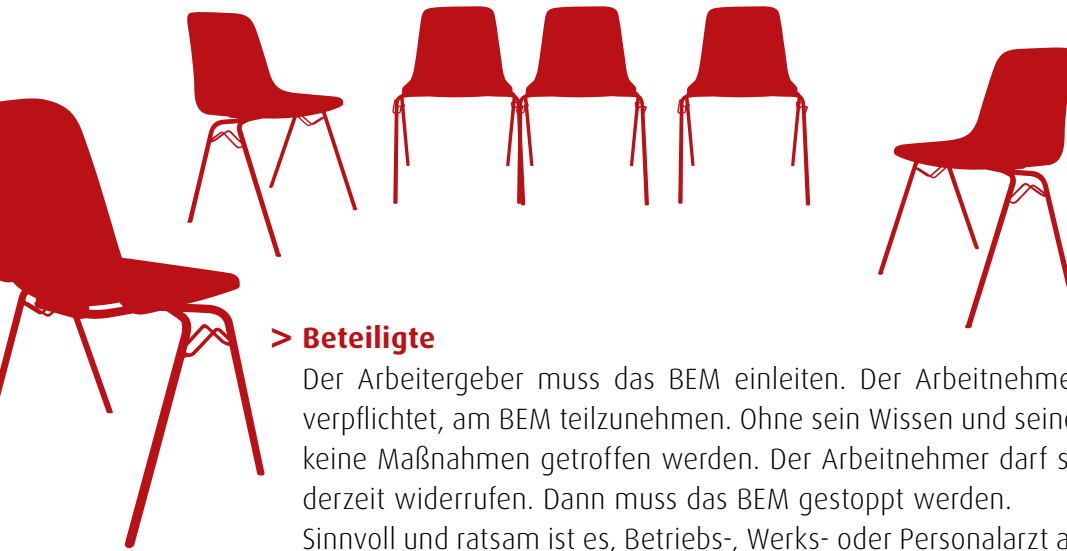 > Beteiligte
Der Arbeitergeber muss das BEM einleiten. Der Arbeitnehme
verpflichtet, am BEM teilzunehmen. Ohne sein Wissen und seine
keine Maßnahmen getroffen werden. Der Arbeitnehmer darf s
derzeit widerrufen. Dann muss das BEM gestoppt werden.
Sinnvoll und ratsam ist es, Betriebs-, Werks- oder Personalarzt a